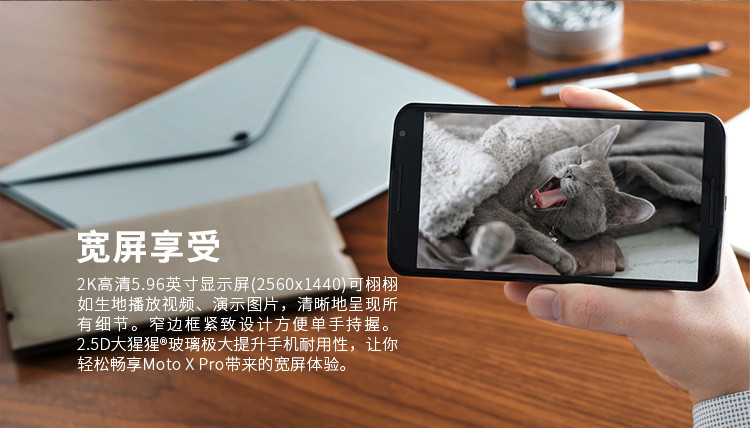 宽屏享受
2K高清5.96英寸显示屏(2560x1440)可栩栩
如生地播放视频、演示图片，清晰地呈现所
有细节。窄边框紧致设计方便单手持握。
2.5D大猩猩®玻璃极大提升手机耐用性，让你
轻松畅享Moto X Pro带来的宽屏体验。